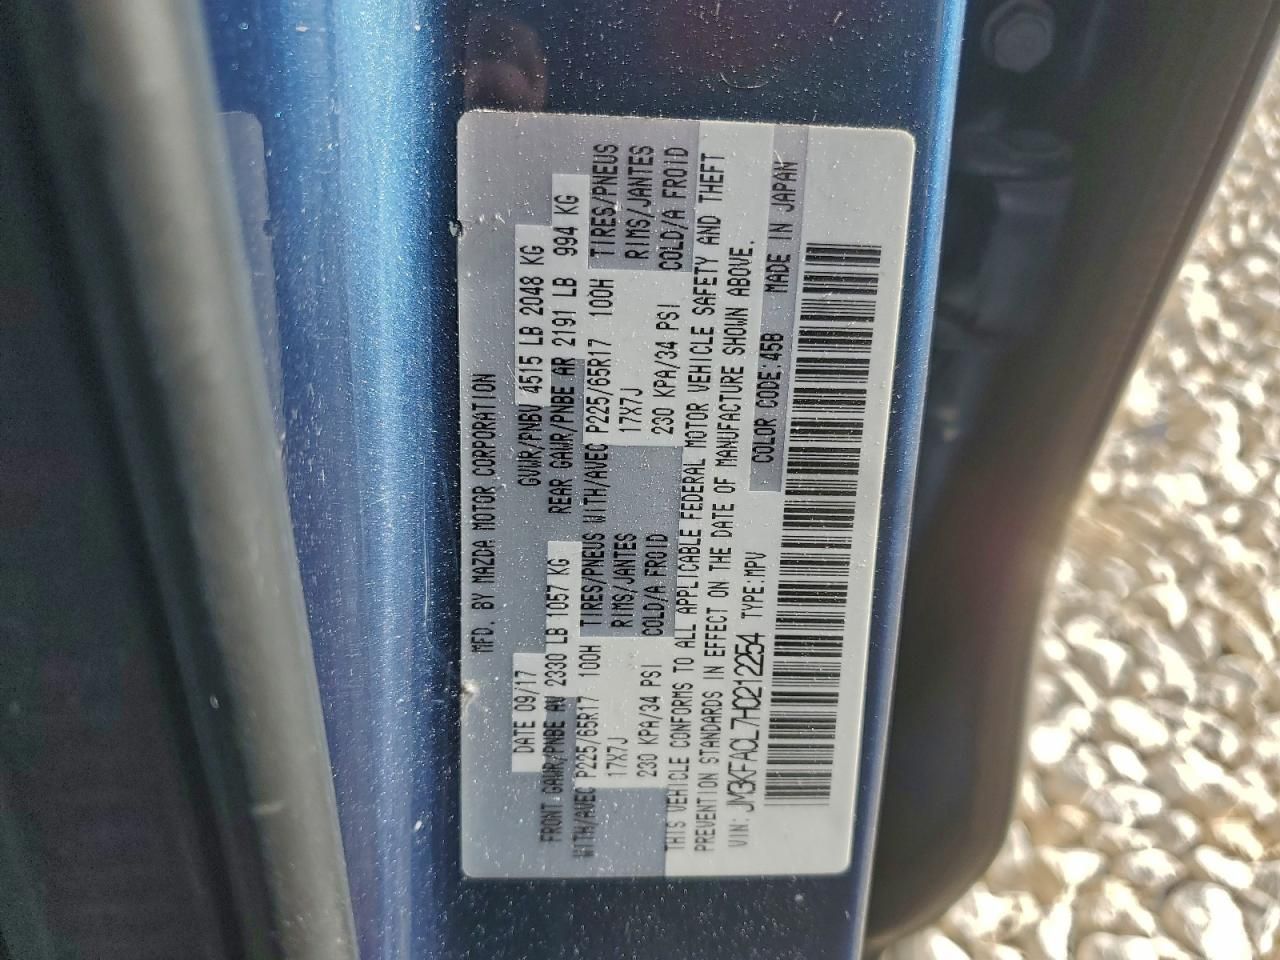 MFD. BY MAZDA MOTOR CORPORATION
DATE 09/17 GVWR/PNBV 4515 LB 2048 KG
FRONT GAWR/PNBE AV 2330 LB 1057 KG REAR GAWR/PNBE AR 2191 LB 994 KG
WITH/AVEC P225/65R17 100H TIRES/PNEUS WITH/AVEC P225/65R17 100H TIRES/PNEUS
17X7J RIMS/JANTES 17X7J RIMS/JANTES
230 KPA/34 PSI COLD/A FROID 230 KPA/34 PSI COLD/A FROID
THIS VEHICLE CONFORMS TO ALL APPLICABLE FEDERAL MOTOR VEHICLE SAFETY AND THEFT
PREVENTION STANDARDS IN EFFECT ON THE DATE OF MANUFACTURE SHOWN ABOVE.
VIN: JM3KFACL7H0212254 TYPE:MPV COLOR CODE:45B MADE IN JAPAN